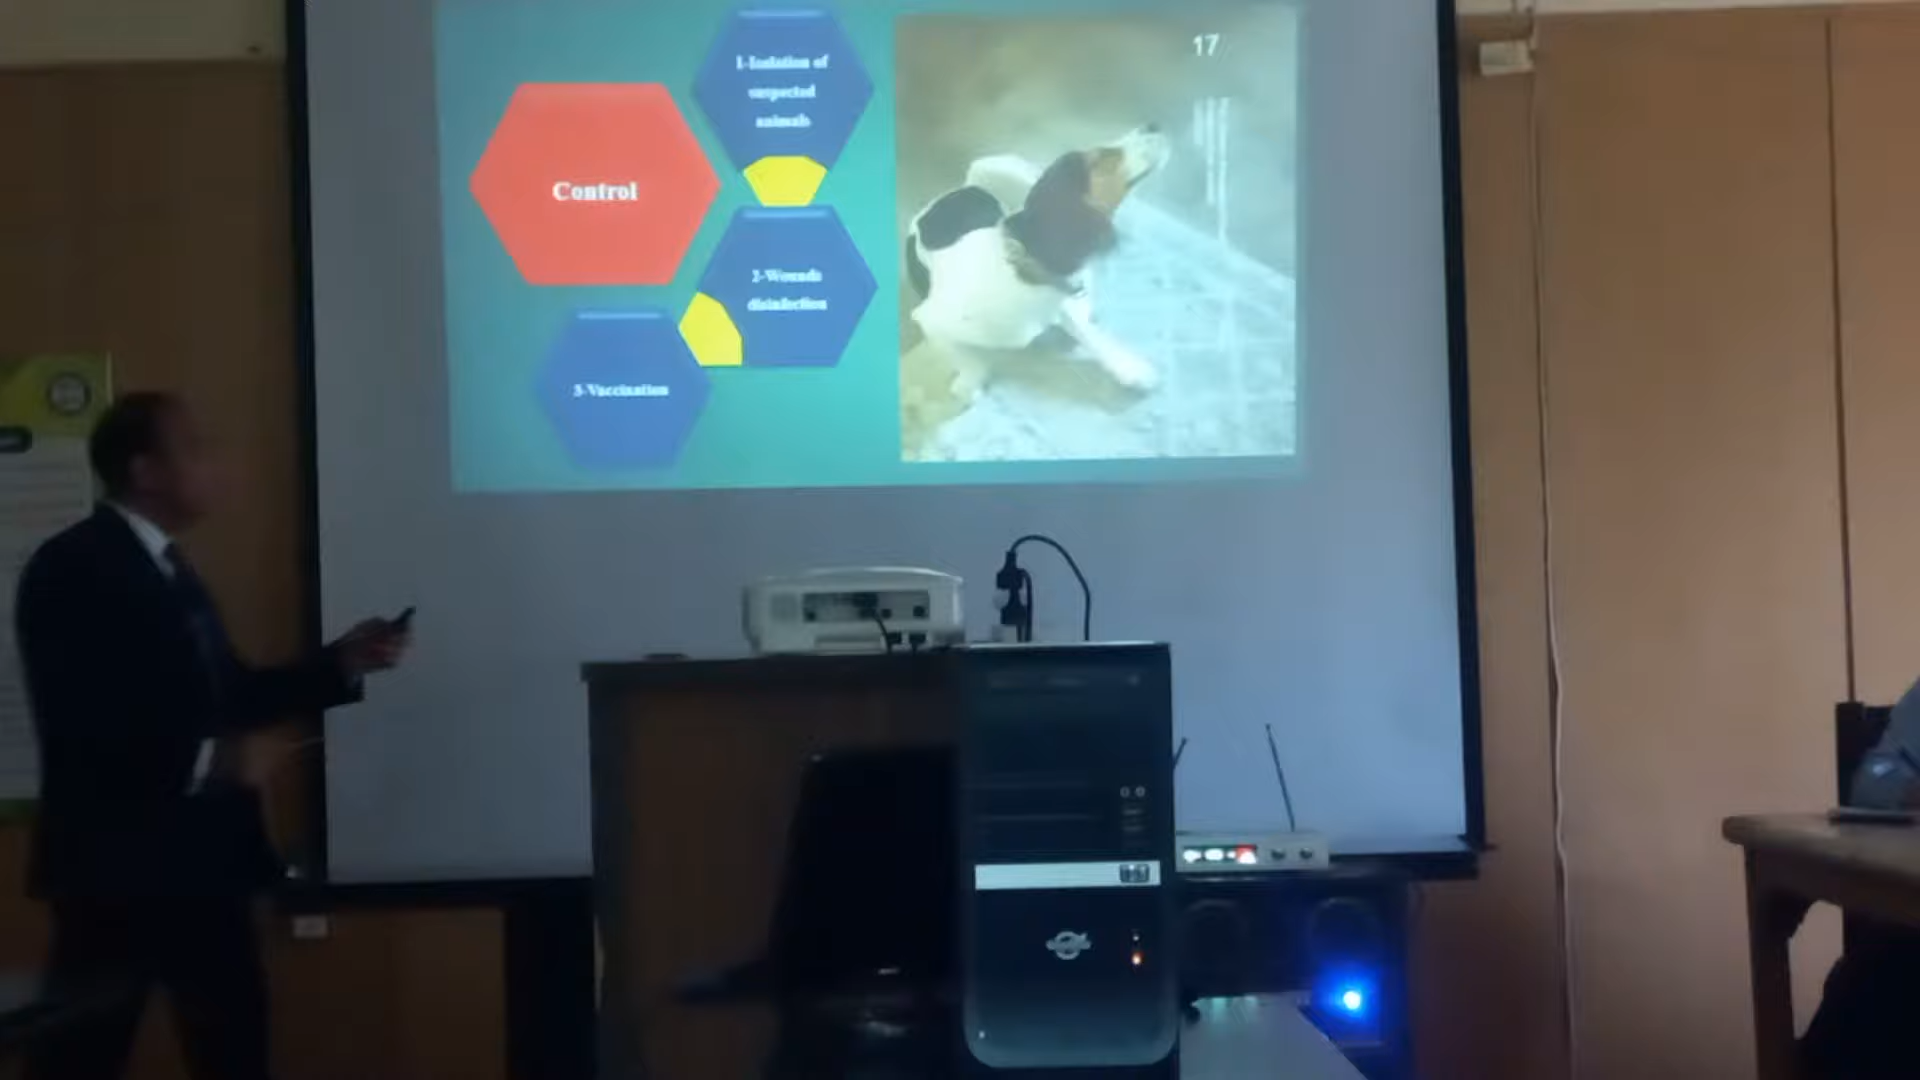 Control
1-Isolation of
suspected
animals
2-Wounds
disinfection
3-Vaccination
17